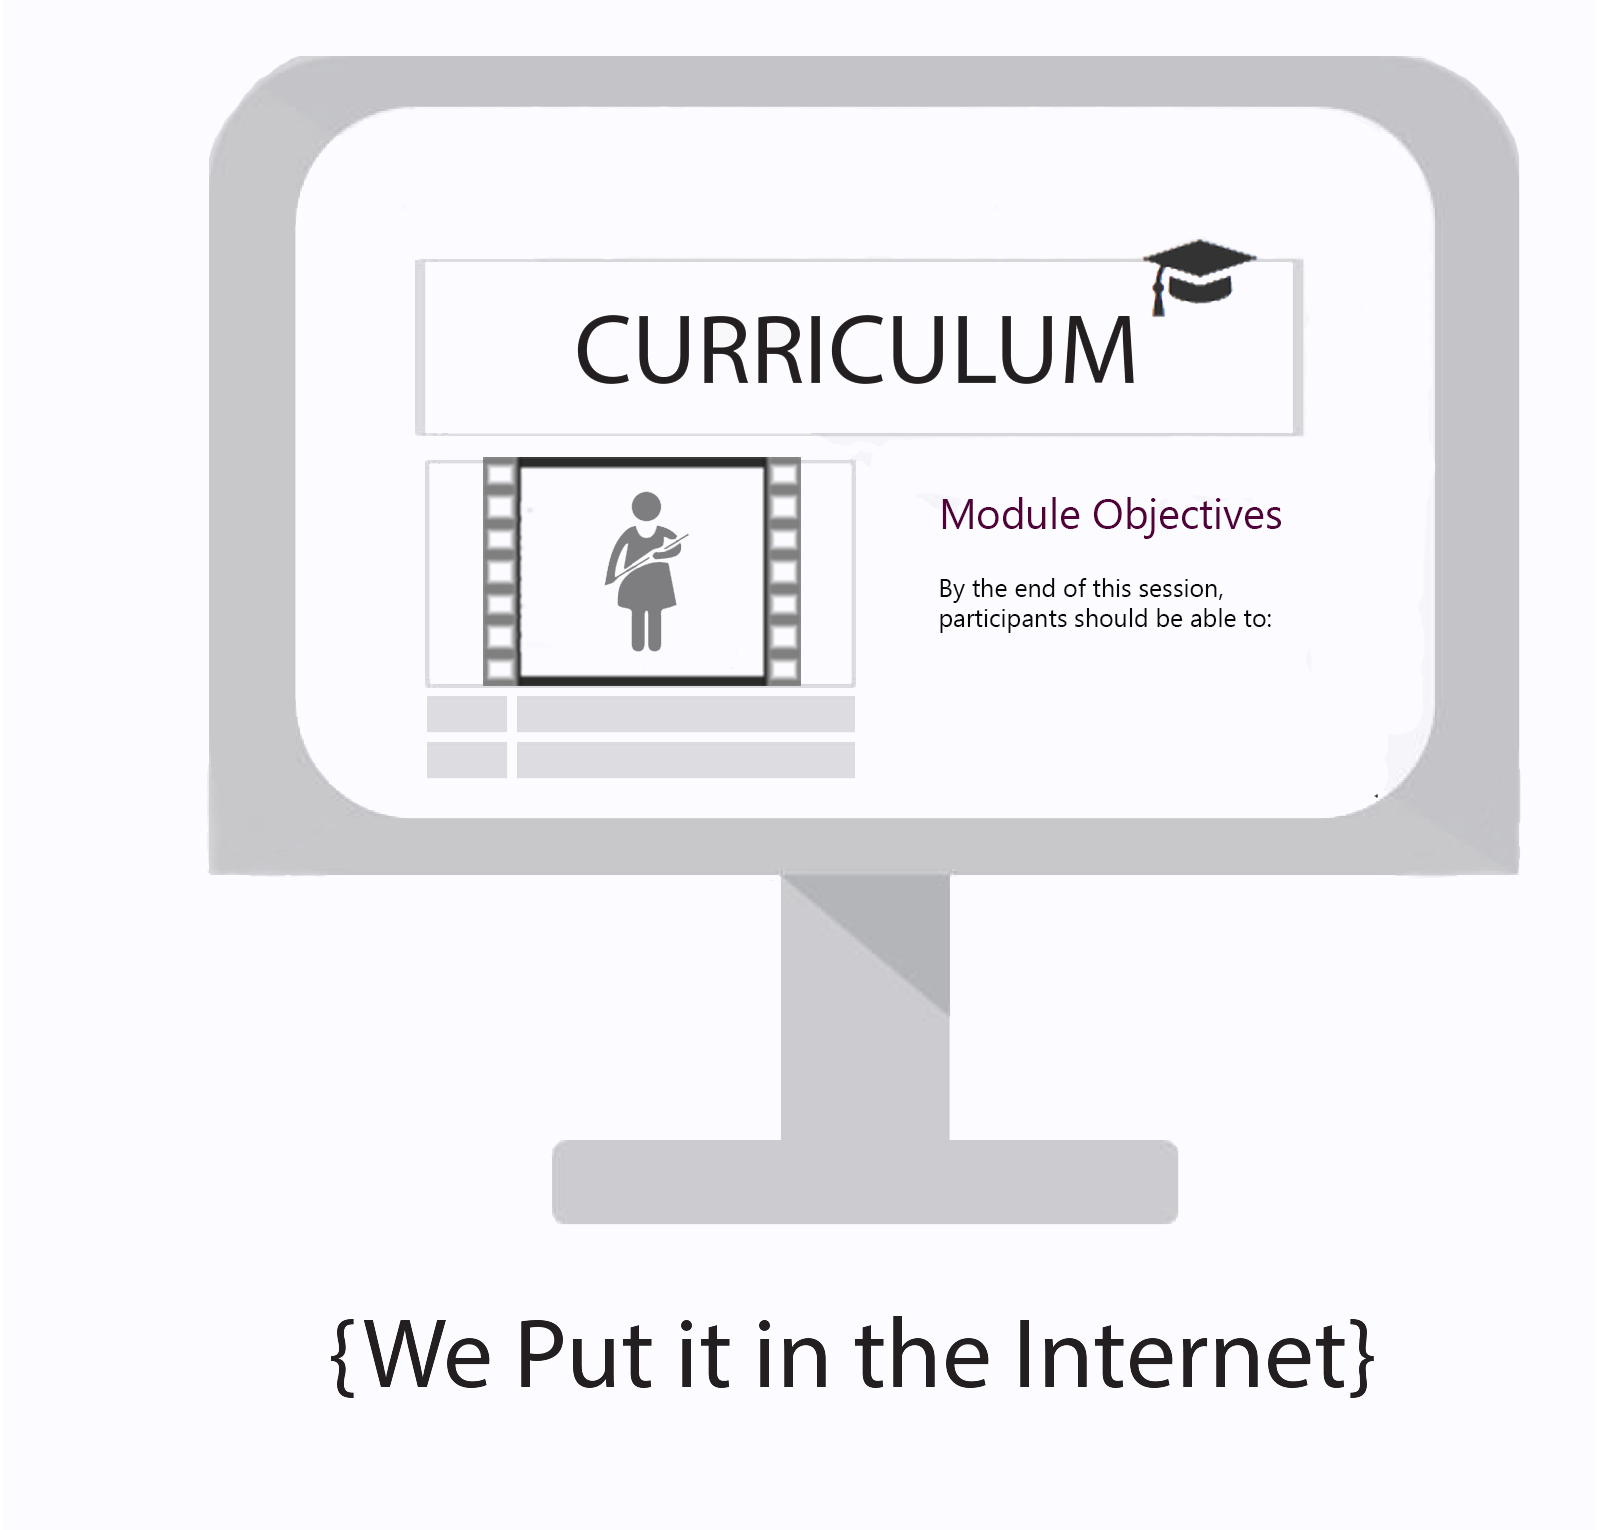 CURRICULUM
Module Objectives
By the end of this session,
participants should be able to:
{We Put it in the Internet}